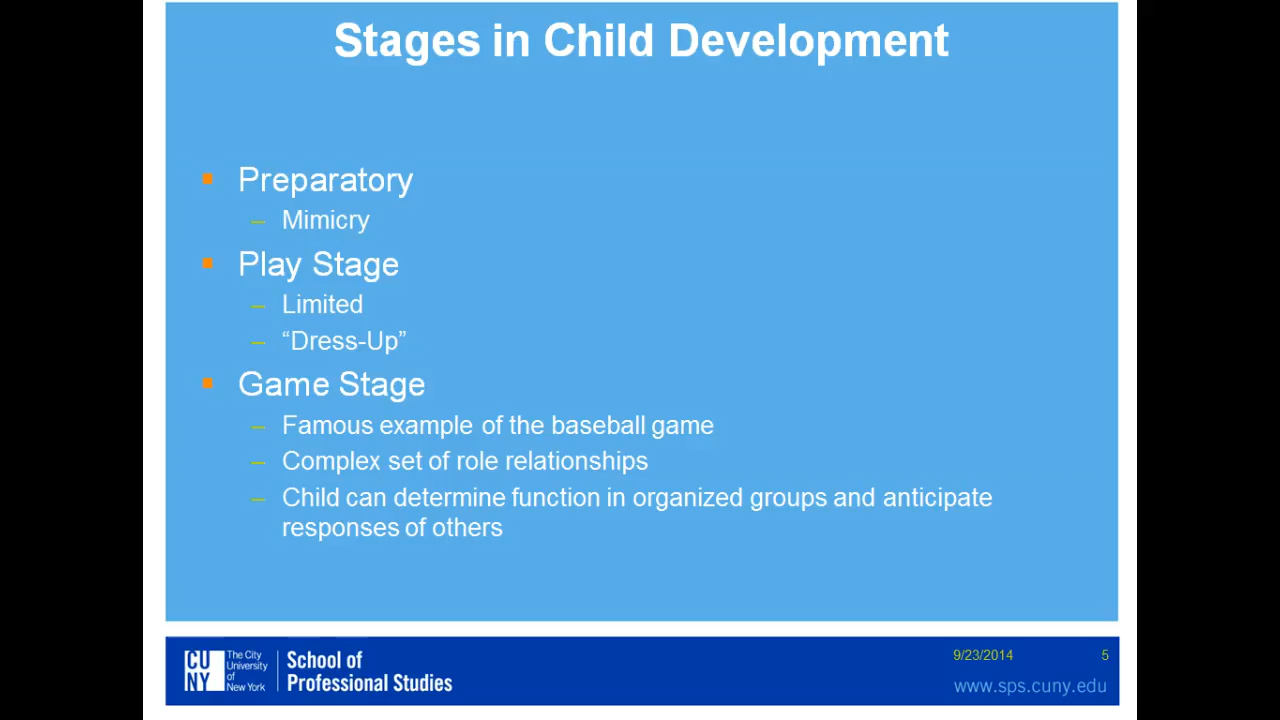 Stages in Child Development
Preparatory
– Mimicry
Play Stage
– Limited
– “Dress-Up”
Game Stage
– Famous example of the baseball game
– Complex set of role relationships
– Child can determine function in organized groups and anticipate
responses of others
CU
NY
The City
University
of
New York
School of
Professional Studies
9/23/2014
5
www.sps.cuny.edu